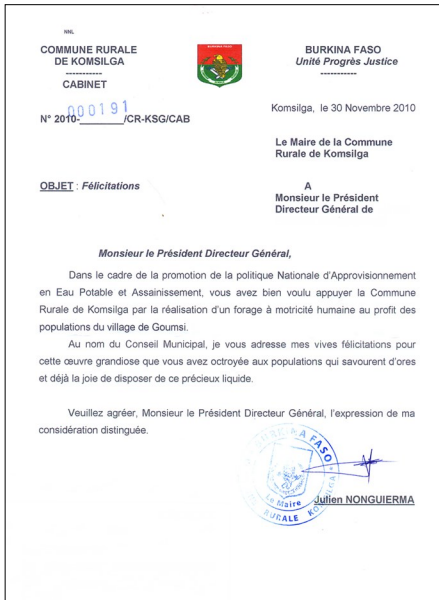 NNL
COMMUNE RURALE
DE KOMSILGA
-----------
CABINET
N° 2010-000191/CR-KSG/CAB
BURKINA FASO
Unité Progrès Justice
-----------
Komsilga, le 30 Novembre 2010
Le Maire de la Commune
Rurale de Komsilga
OBJET : Félicitations
A
Monsieur le Président
Directeur Général de
Monsieur le Président Directeur Général,
Dans le cadre de la promotion de la politique Nationale d'Approvisionnement
en Eau Potable et Assainissement, vous avez bien voulu appuyer la Commune
Rurale de Komsilga par la réalisation d'un forage à motricité humaine au profit des
populations du village de Goumsi.
Au nom du Conseil Municipal, je vous adresse mes vives félicitations pour
cette œuvre grandiose que vous avez octroyée aux populations qui savourent d'ores
et déjà la joie de disposer de ce précieux liquide.
Veuillez agréer, Monsieur le Président Directeur Général, l'expression de ma
considération distinguée.
BURKINA FASO
Le Maire
RURALE
Julien NONGUIERMA